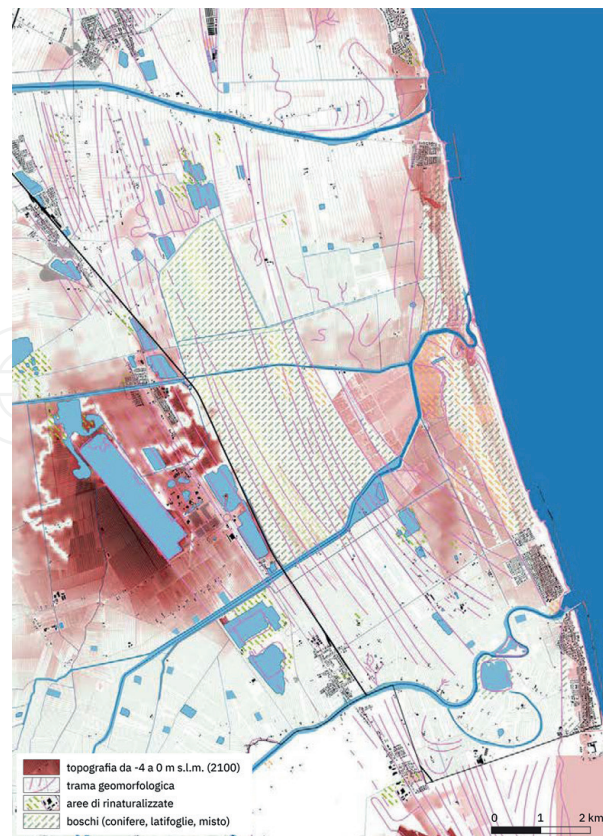 topografia da -4 a 0 m s.l.m. (2100)
trama geomorfologica
aree di rinaturalizzate
boschi (conifere, latifoglie, misto)
0 1 2 km